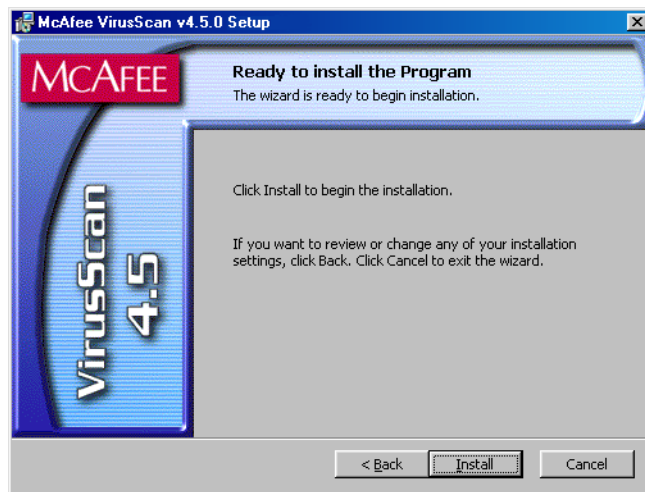 McAfee VirusScan v4.5.0 Setup
McAFEE
Ready to install the Program
The wizard is ready to begin installation.
VirusScan
4.5
Click Install to begin the installation.
If you want to review or change any of your installation
settings, click Back. Click Cancel to exit the wizard.
< Back
Install
Cancel